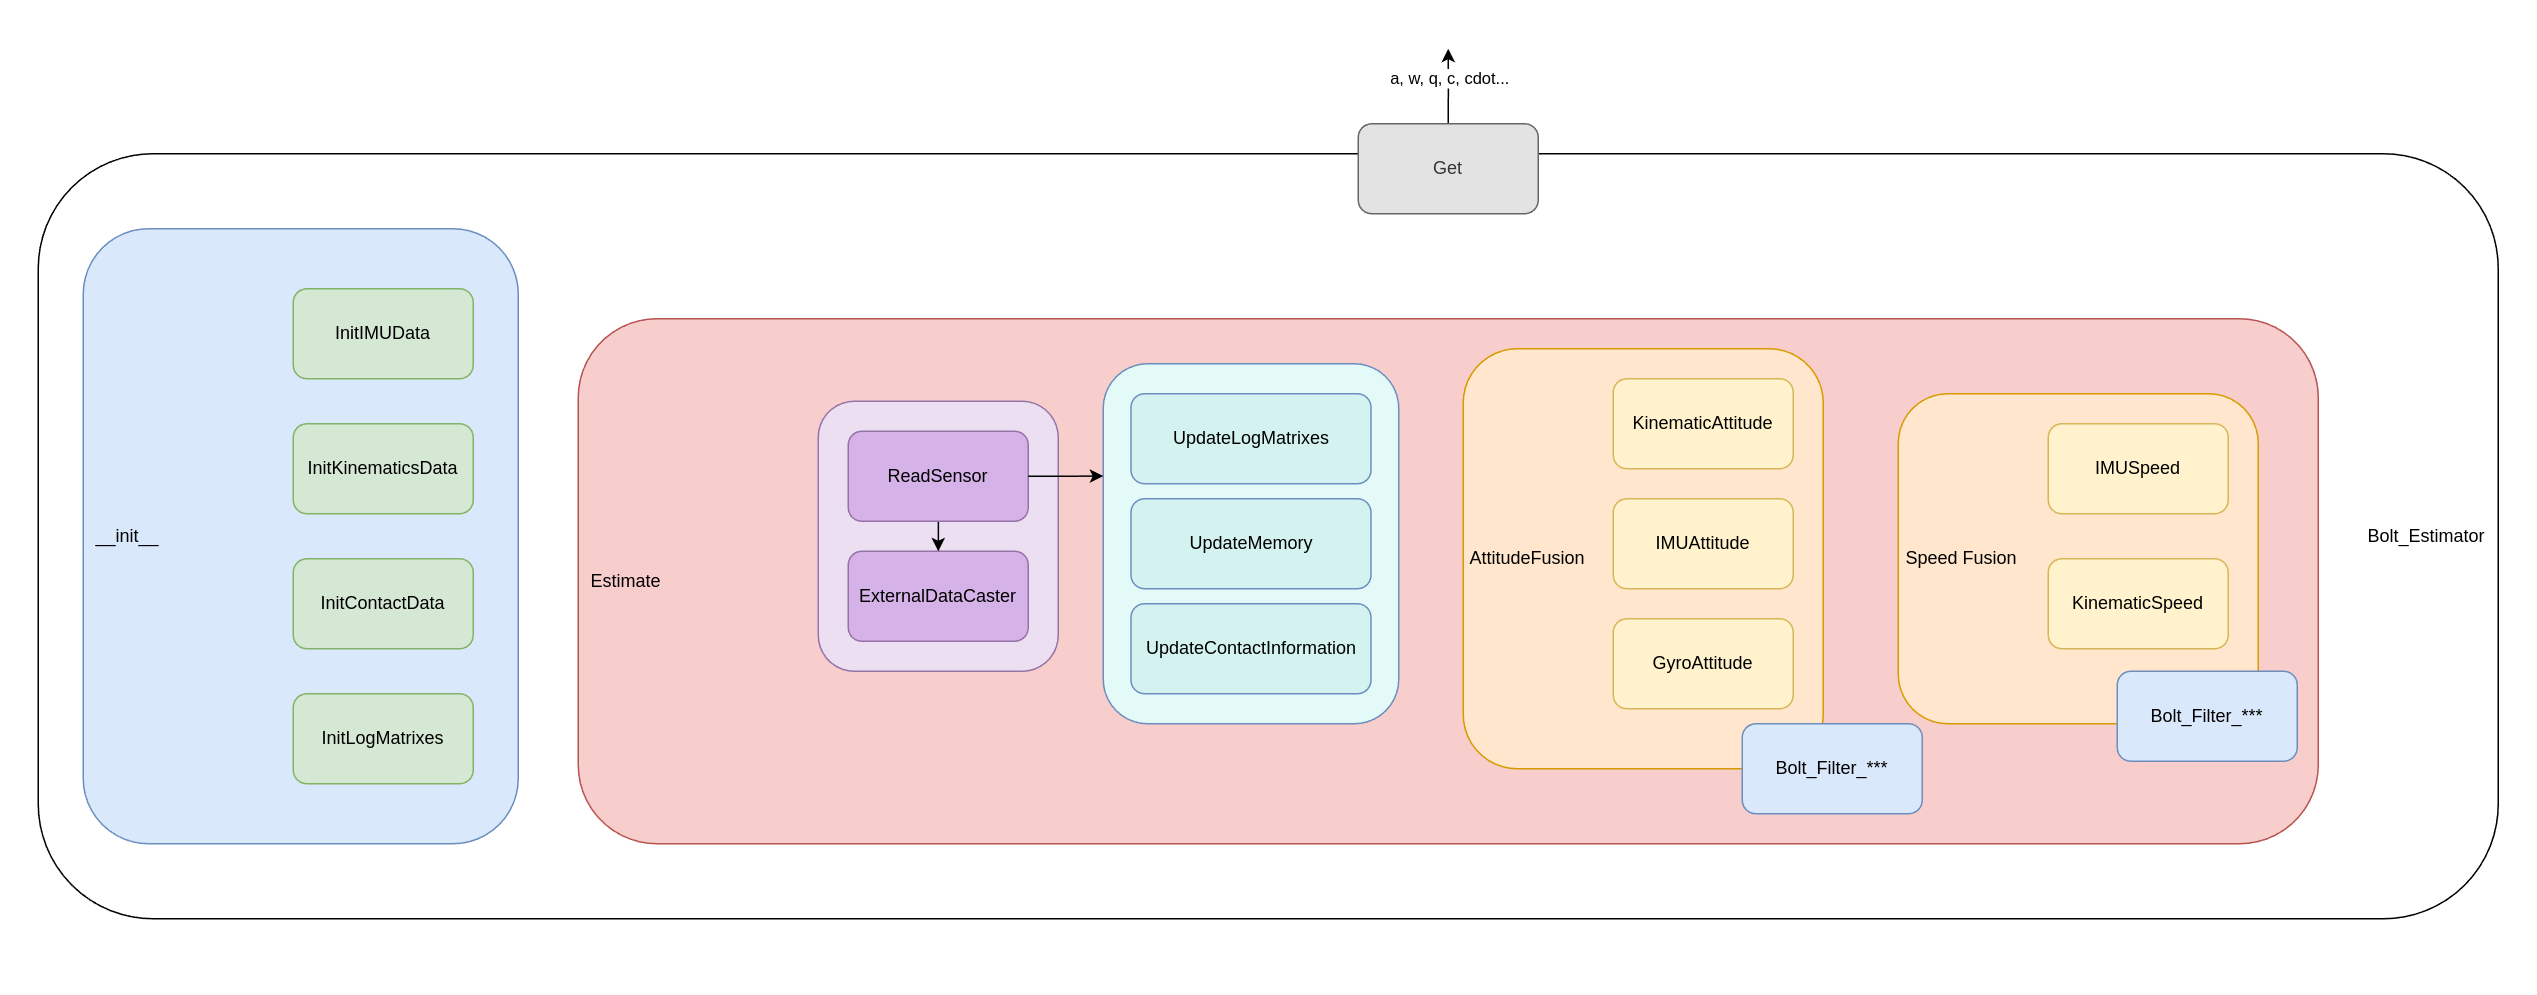 a, w, q, c, cdot...
Get
__init__
InitIMUData
InitKinematicsData
InitContactData
InitLogMatrixes
Estimate
ReadSensor
ExternalDataCaster
UpdateLogMatrixes
UpdateMemory
UpdateContactInformation
AttitudeFusion
KinematicAttitude
IMUAttitude
GyroAttitude
Bolt_Filter_***
Speed Fusion
IMUSpeed
KinematicSpeed
Bolt_Filter_***
Bolt_Estimator